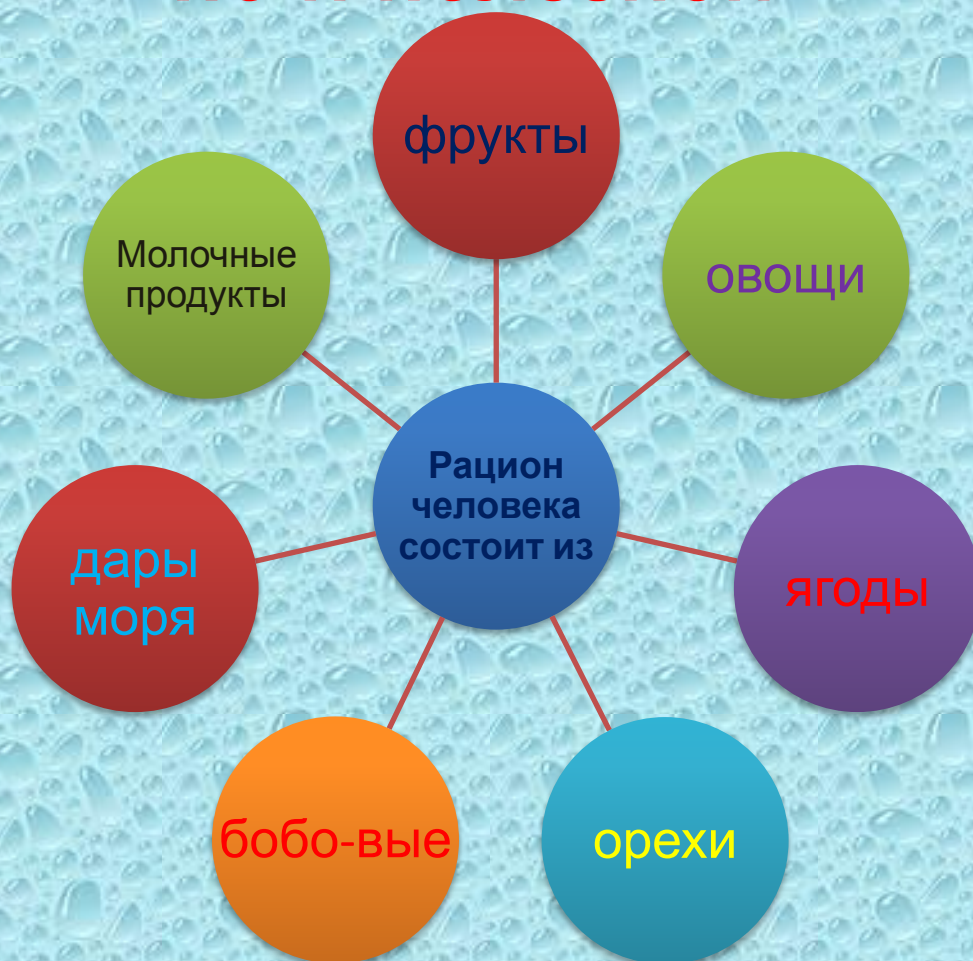 фрукты
овощи
ягоды
орехи
бобо-вые
дары
моря
Молочные
продукты
Рацион
человека
состоит из